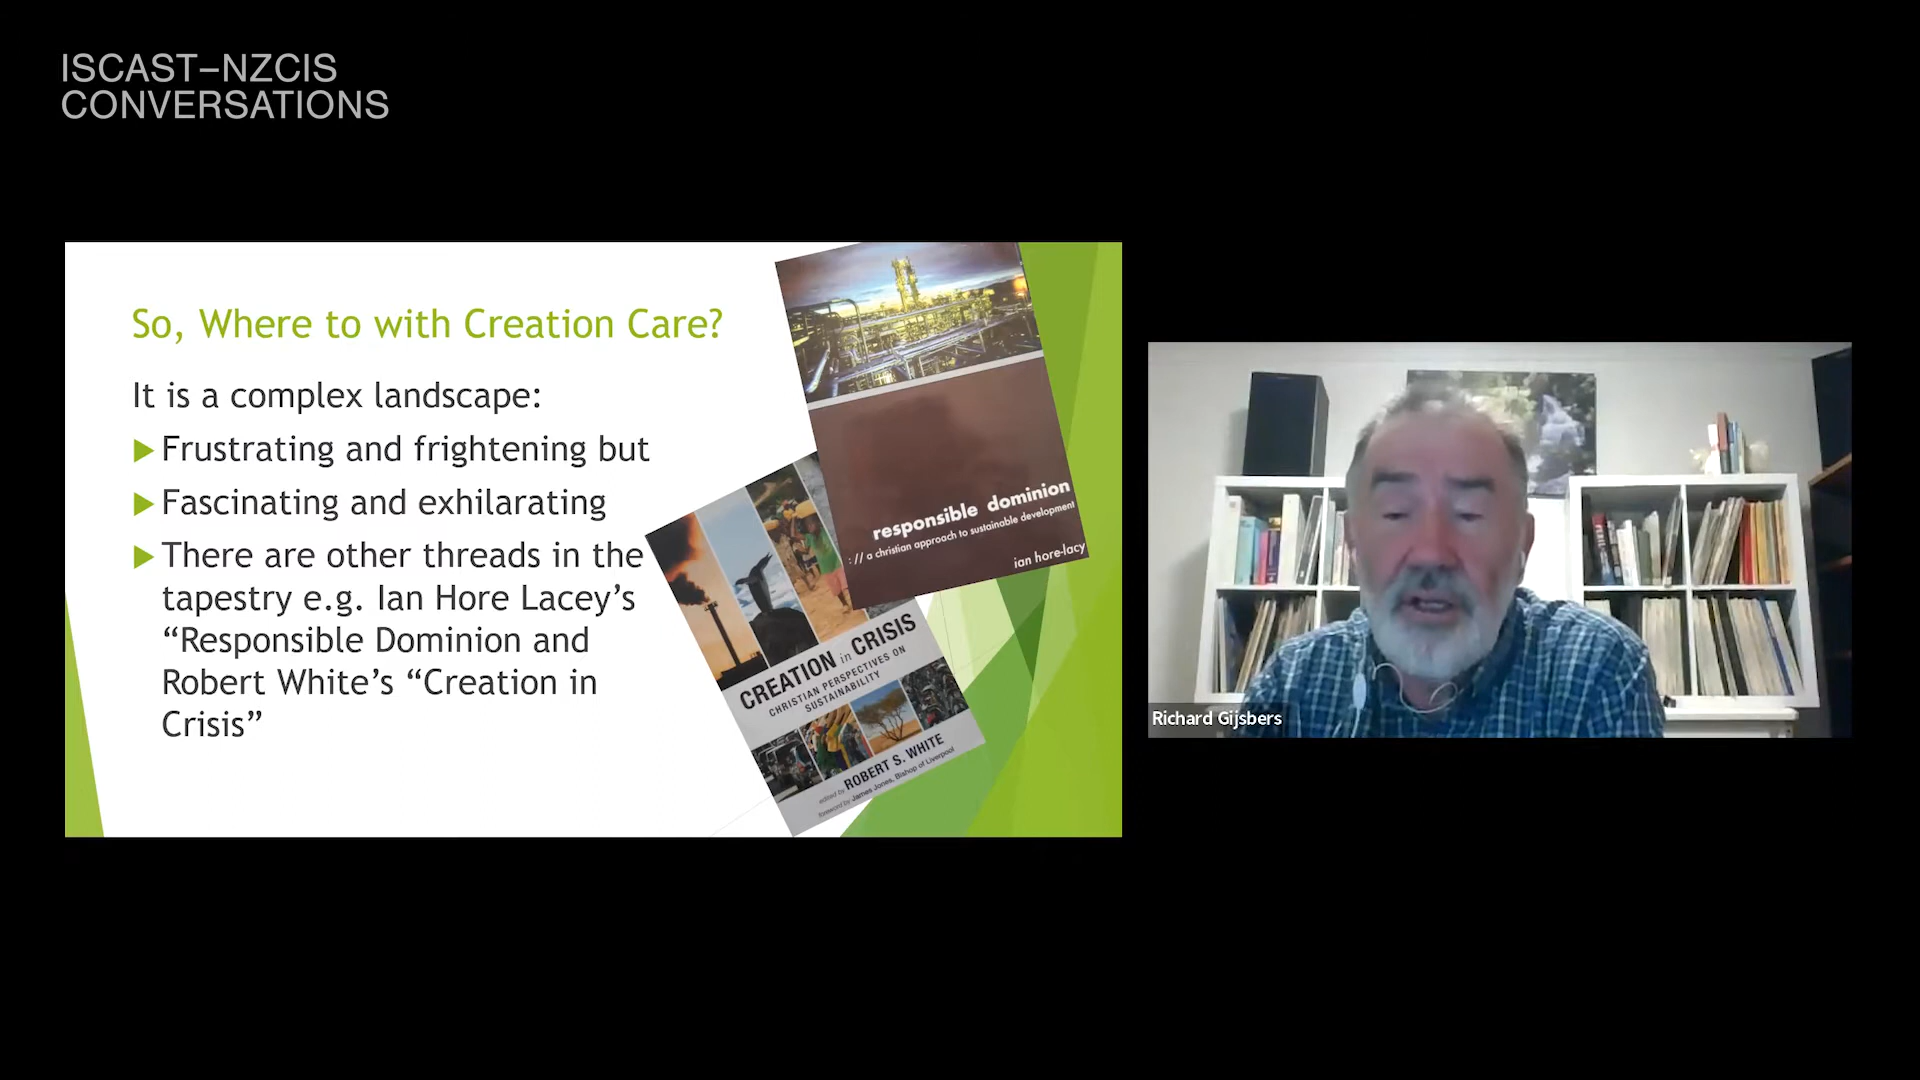 ISCAST–NZCIS
CONVERSATIONS
So, Where to with Creation Care?
It is a complex landscape:
Frustrating and frightening but
Fascinating and exhilarating
There are other threads in the
tapestry e.g. Ian Hore Lacey’s
“Responsible Dominion and
Robert White’s “Creation in
Crisis”
responsible dominion
: // a christian approach to sustainable development
ian hore-lacy
CREATION in CRISIS
CHRISTIAN PERSPECTIVES ON
SUSTAINABILITY
edited by ROBERT S. WHITE
foreword by James Jones, Bishop of Liverpool
Richard Gijsbers